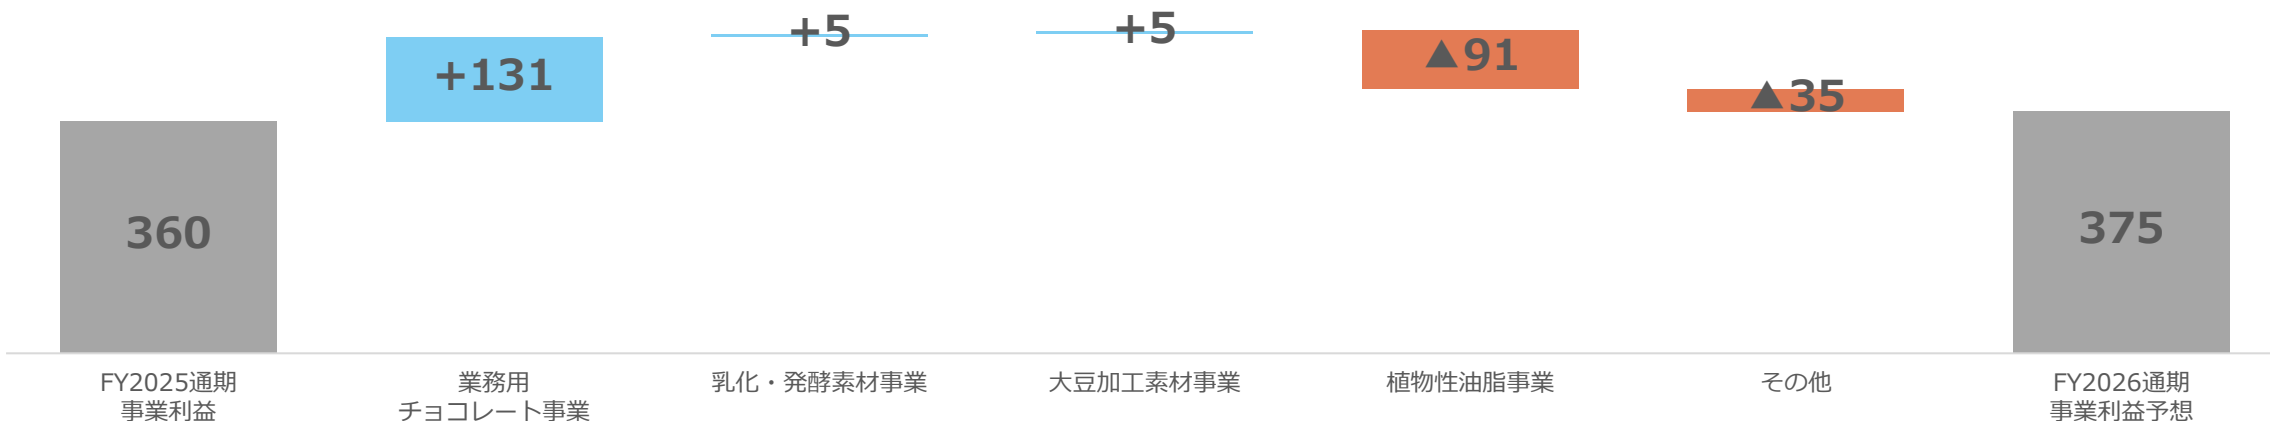 +131
+5
+5
▲91
▲35
360
375
FY2025通期
事業利益
業務用
チョコレート事業
乳化・発酵素材事業
大豆加工素材事業
植物性油脂事業
その他
FY2026通期
事業利益予想